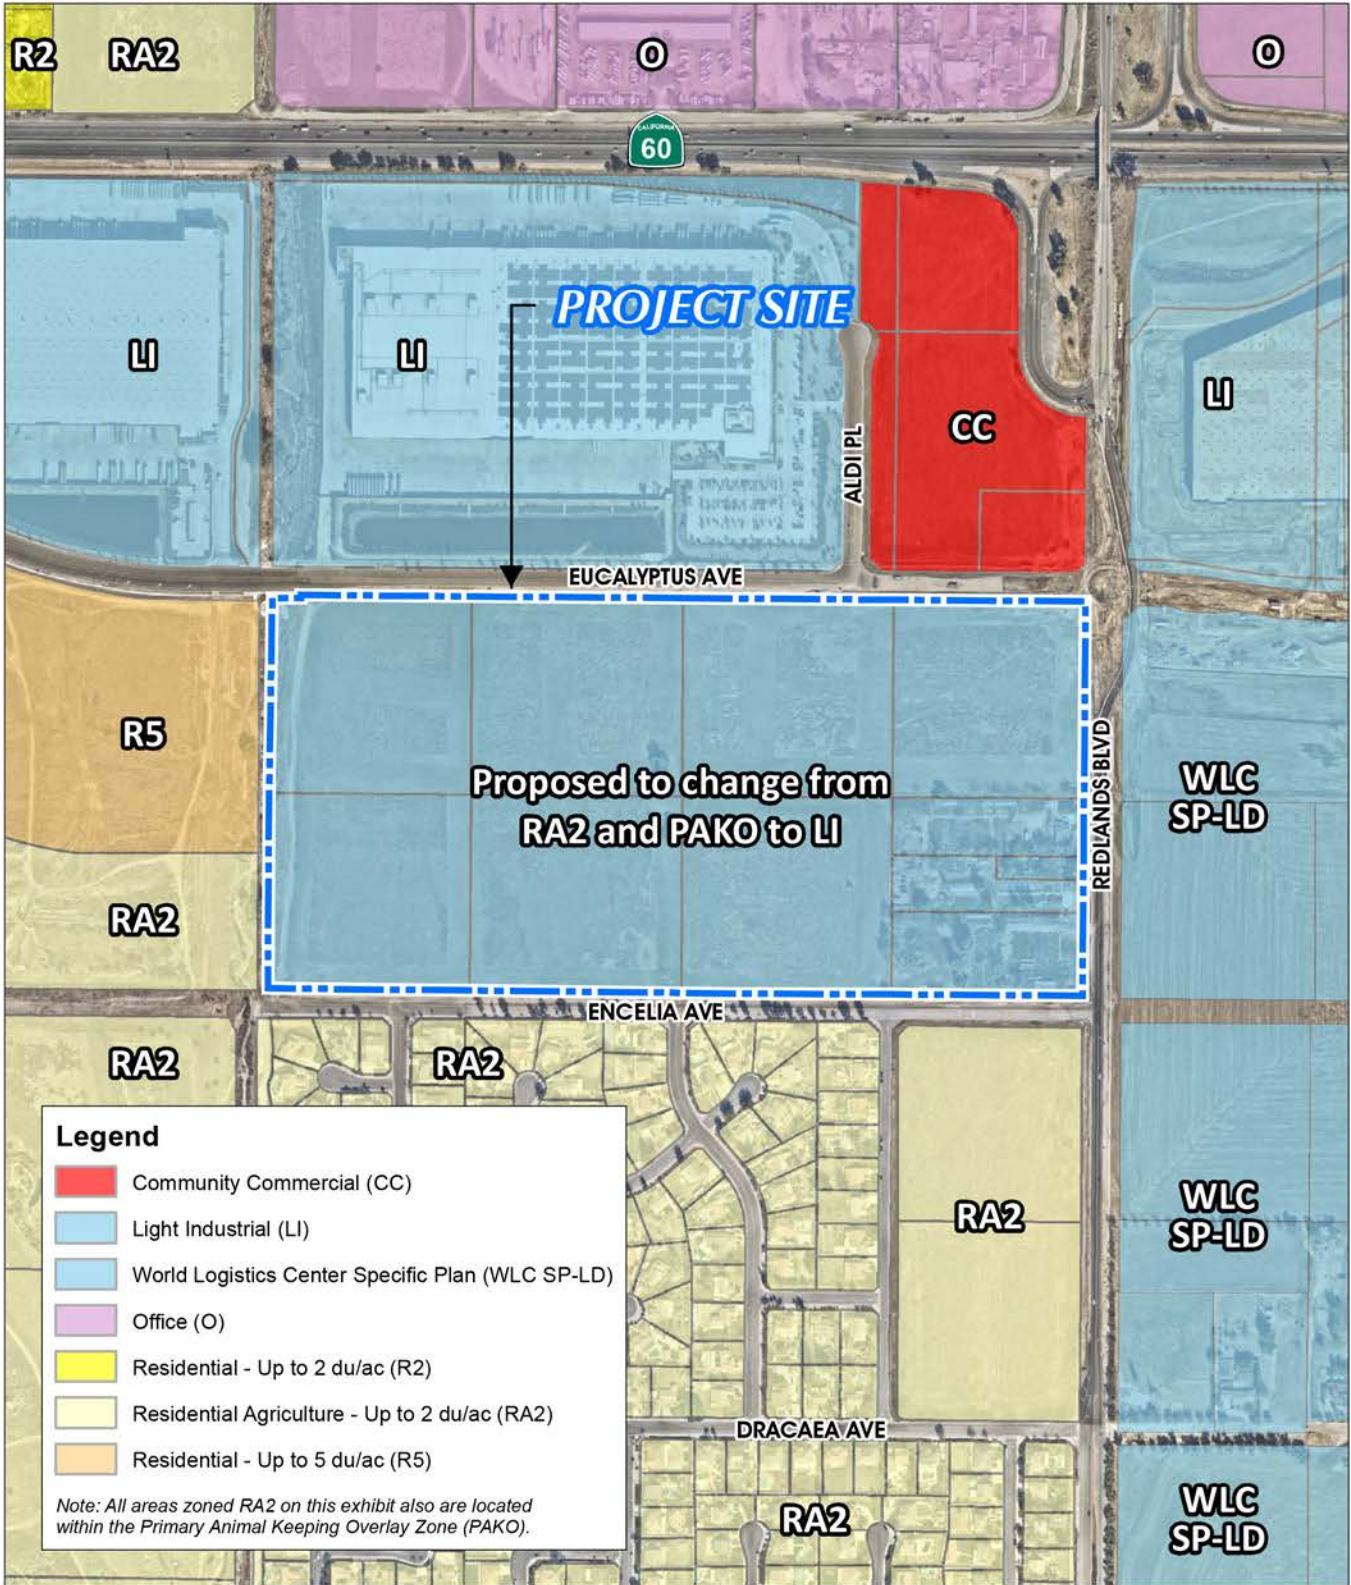 R2
RA2
O
O
CALIFORNIA
60
PROJECT SITE
LI
LI
LI
CC
ALDI PL
EUCALYPTUS AVE
R5
REDLANDS BLVD
WLC
SP-LD
Proposed to change from
RA2 and PAKO to LI
RA2
ENCELIA AVE
RA2
RA2
Legend
Community Commercial (CC)
Light Industrial (LI)
World Logistics Center Specific Plan (WLC SP-LD)
Office (O)
Residential - Up to 2 du/ac (R2)
Residential Agriculture - Up to 2 du/ac (RA2)
Residential - Up to 5 du/ac (R5)
Note: All areas zoned RA2 on this exhibit also are located
within the Primary Animal Keeping Overlay Zone (PAKO).
RA2
WLC
SP-LD
DRACAEA AVE
RA2
WLC
SP-LD